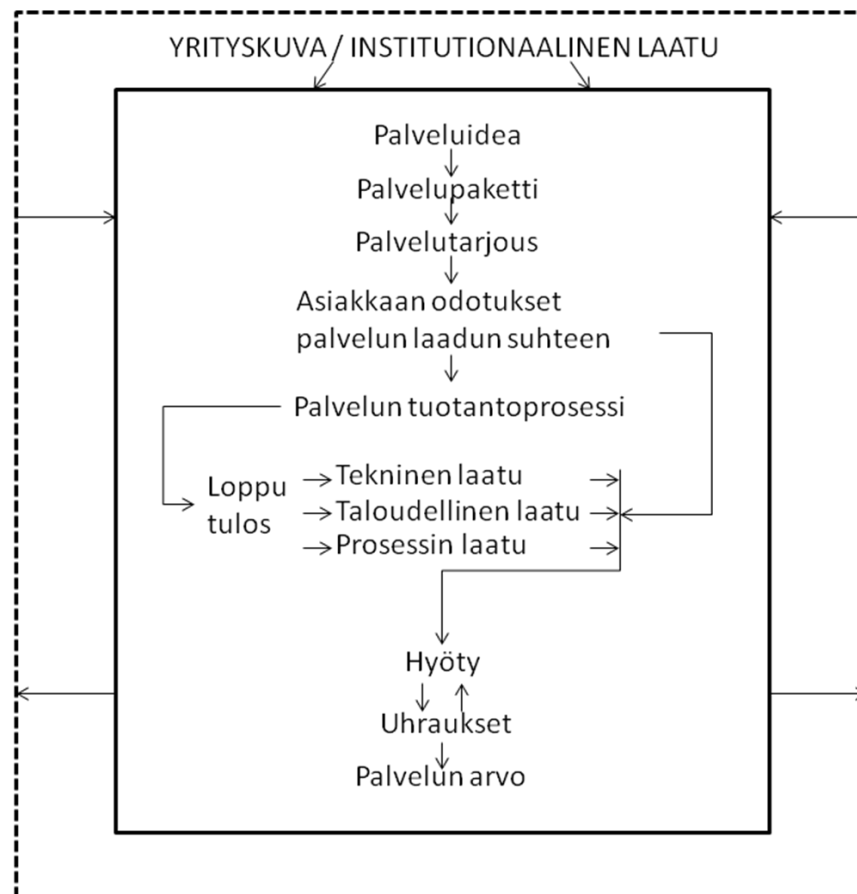 YRITYSKUVA / INSTITUTIONAALINEN LAATU
Palveluidea
Palvelupaketti
Palvelutarjous
Asiakkaan odotukset
palvelun laadun suhteen
Palvelun tuotantoprosessi
Loppu
tulos
Tekninen laatu
Taloudellinen laatu
Prosessin laatu
Hyöty
Uhraukset
Palvelun arvo